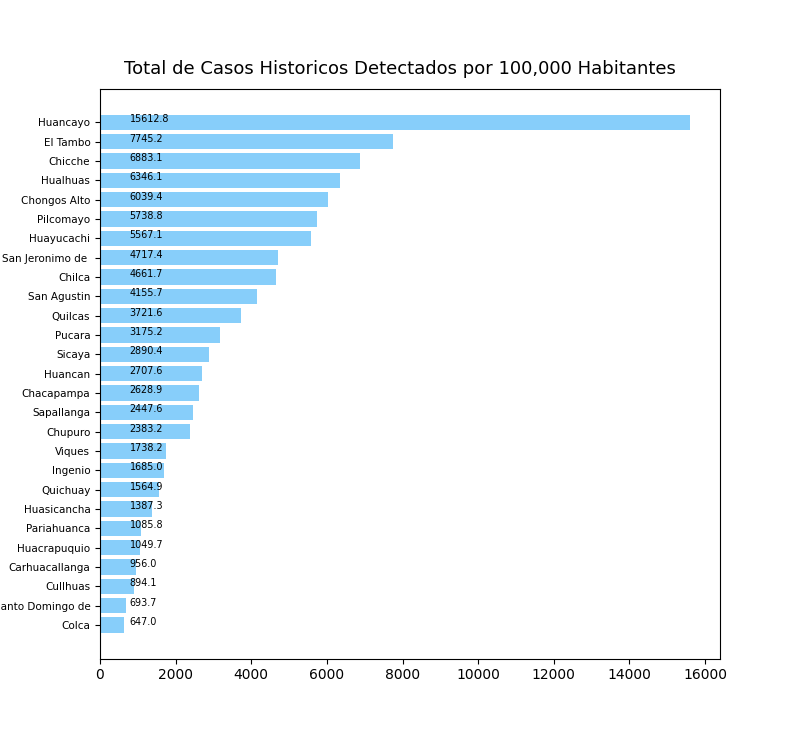 Total de Casos Historicos Detectados por 100,000 Habitantes
Huancayo 15612.8
El Tambo 7745.2
Chicche 6883.1
Hualhuas 6346.1
Chongos Alto 6039.4
Pilcomayo 5738.8
Huayucachi 5567.1
San Jeronimo de 4717.4
Chilca 4661.7
San Agustin 4155.7
Quilcas 3721.6
Pucara 3175.2
Sicaya 2890.4
Huancan 2707.6
Chacapampa 2628.9
Sapallanga 2447.6
Chupuro 2383.2
Viques 1738.2
Ingenio 1685.0
Quichuay 1564.9
Huasicancha 1387.3
Pariahuanca 1085.8
Huacrapuquio 1049.7
Carhuacallanga 956.0
Cullhuas 894.1
anto Domingo de 693.7
Colca 647.0
0 2000 4000 6000 8000 10000 12000 14000 16000